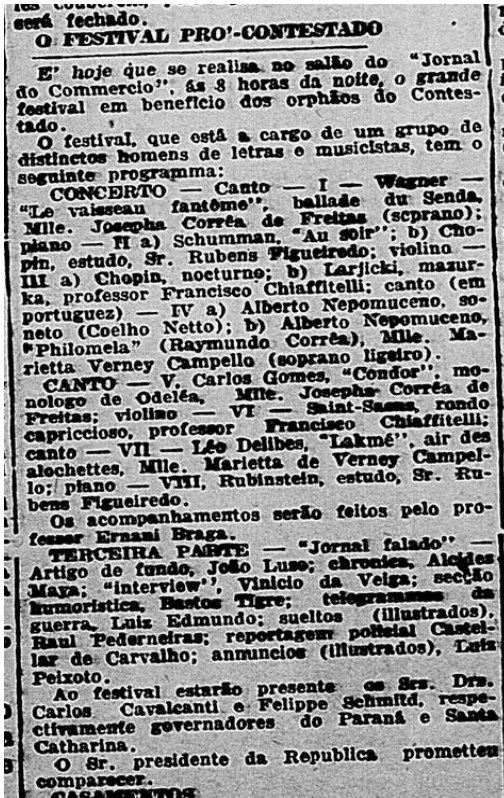 será fechado.
O FESTIVAL PRO'-CONTESTADO
E' hoje que se realisa no salão do "Jornal
do Commercio", ás 8 horas da noite, o grande
festival em beneficio dos orphãos do Contes-
tado.
O festival, que está a cargo de um grupo de
distinctos homens de letras e musicistas, tem o
seguinte programma:
CONCERTO — Canto — I — Wagner —
"Le vaisseau fantôme", ballade du Senda,
Mlle. Josepha Corrêa de Freitas (soprano);
piano — II a) Schumman, "Au soir"; b) Cho-
pin, estudo, Sr. Rubens Figueiredo; violino —
III a) Chopin, nocturno; b) Larjicki, mazur-
ka, professor Francisco Chiaffitelli; canto (em
portuguez) — IV a) Alberto Nepomuceno, so-
neto (Coelho Netto); b) Alberto Nepomuceno,
"Philomela" (Raymundo Corrêa), Mlle. Ma-
rietta Verney Campello (soprano ligeiro).
CANTO — V, Carlos Gomes, "Condor", mo-
nologo de Odeléa, Mlle. Josepha Corrêa de
Freitas; violino — VI — Saint-Saens, rondo
capriccioso, professor Francisco Chiaffitelli;
canto — VII — Léo Delibes, "Lakmé", air des
alochettes, Mlle. Marietta de Verney Campel-
lo; piano — VIII, Rubinstein, estudo, Sr. Ru-
bens Figueiredo.
Os acompanhamentos serão feitos pelo pro-
fessor Ernani Braga.
TERCEIRA PARTE — "Jornal falado" —
Artigo de fundo, João Luso; chronica, Alcides
Maya; "interview", Vinicio da Veiga; secção
humoristica, Bastos Tigre; telegrammas da
guerra, Luiz Edmundo; sueltos (illustrados),
Raul Pederneiras; reportagem policial Castel-
lar de Carvalho; annuncios (illustrados), Luiz
Peixoto.
Ao festival estarão presente os Srs. Drs.
Carlos Cavalcanti e Felippe Schmitd, respe-
ctivamente governadores do Paraná e Santa
Catharina.
O Sr. presidente da Republica prometteu
comparecer.
CASAMENTOS